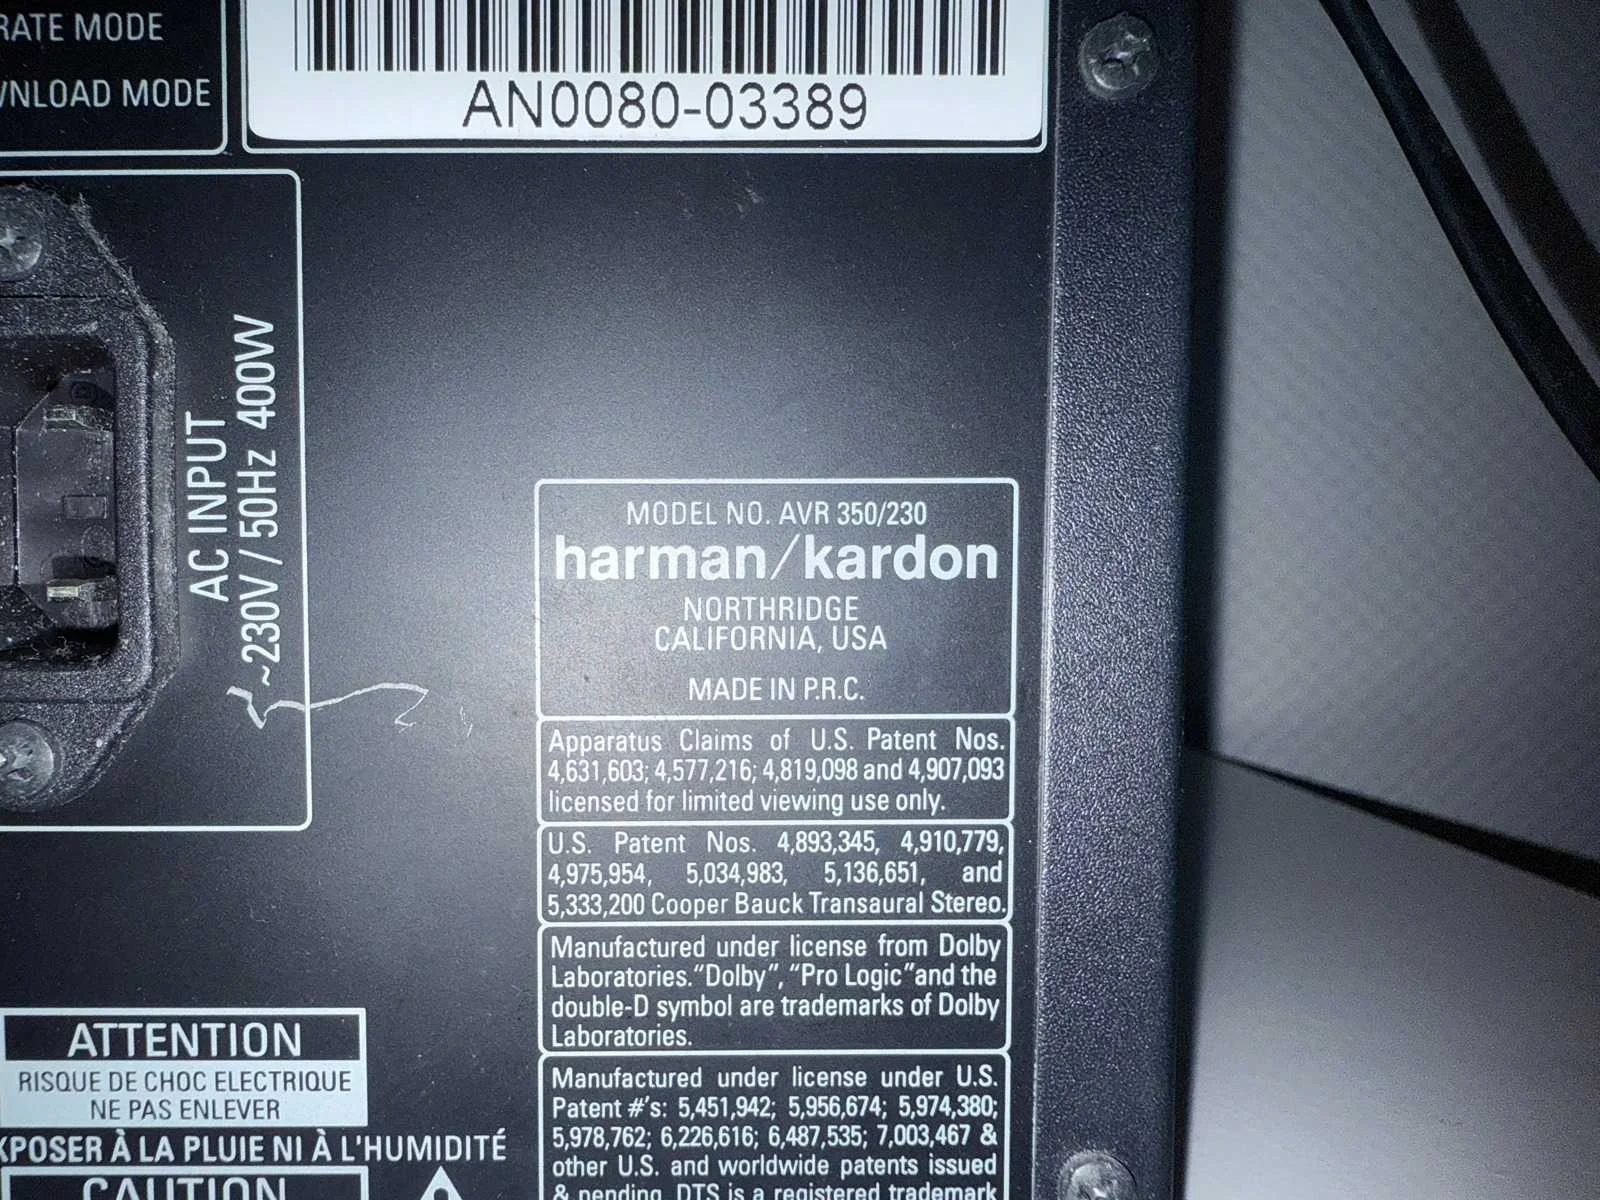 RATE MODE
WNLOAD MODE
AN0080-03389
AC INPUT
~230V / 50Hz 400W
MODEL NO. AVR 350/230
harman/kardon
NORTHRIDGE
CALIFORNIA, USA
MADE IN P.R.C.
Apparatus Claims of U.S. Patent Nos.
4,631,603; 4,577,216; 4,819,098 and 4,907,093
licensed for limited viewing use only.
U.S. Patent Nos. 4,893,345, 4,910,779,
4,975,954, 5,034,983, 5,136,651, and
5,333,200 Cooper Bauck Transaural Stereo.
Manufactured under license from Dolby
Laboratories. “Dolby”, “Pro Logic” and the
double-D symbol are trademarks of Dolby
Laboratories.
Manufactured under license under U.S.
Patent #'s: 5,451,942; 5,956,674; 5,974,380;
5,978,762; 6,226,616; 6,487,535; 7,003,467 &
other U.S. and worldwide patents issued
& pending. DTS is a registered trademark
ATTENTION
RISQUE DE CHOC ELECTRIQUE
NE PAS ENLEVER
XPOSER À LA PLUIE NI À L'HUMIDITÉ
CAUTION